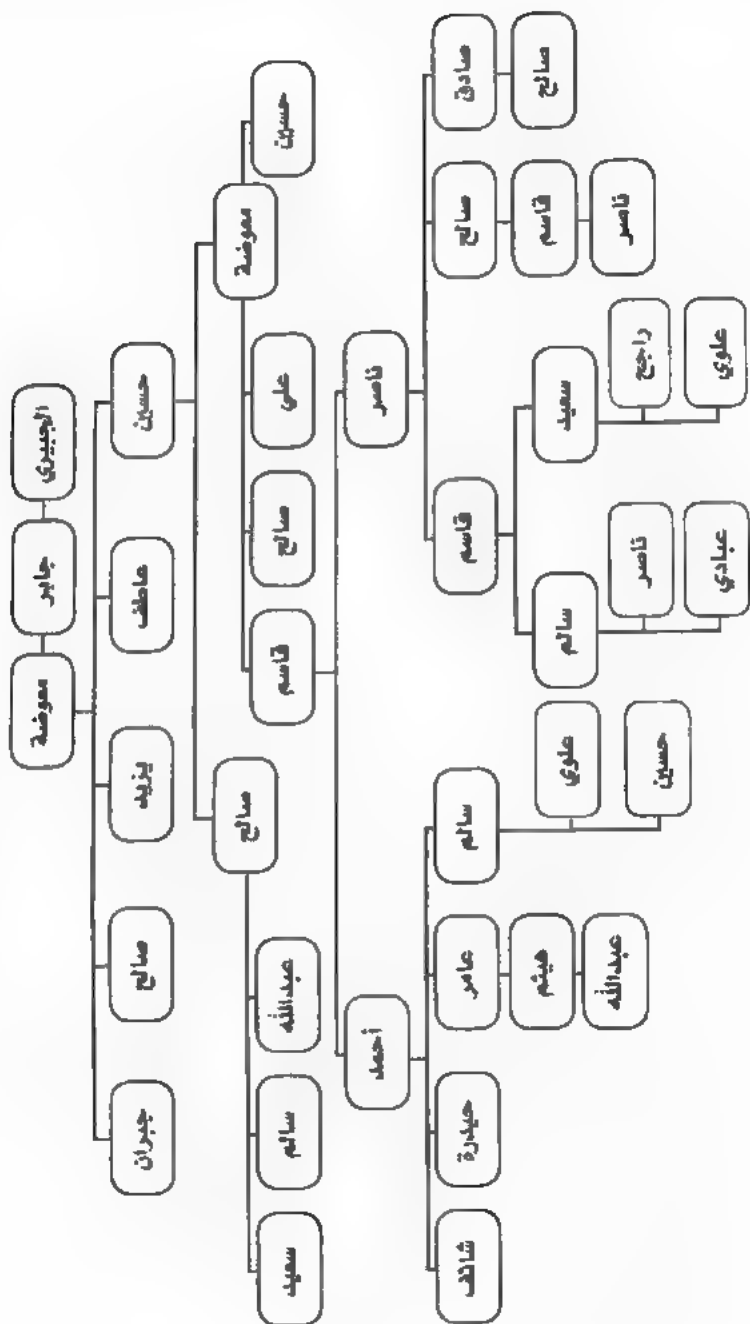 الجبيري
جابر
معوضة
حسين
عاطف
يزيد
صالح
جبران
معوضة
صالح
حسين
علي
صالح
قاسم
عبدالله
سالم
سعيد
ناصر
أحمد
صادق
صالح
قاسم
سالم
عامر
حيدرة
شائف
صالح
قاسم
ناصر
سعيد
سالم
راجح
علوي
ناصر
عبادي
علوي
حسين
هيثم
عبدالله